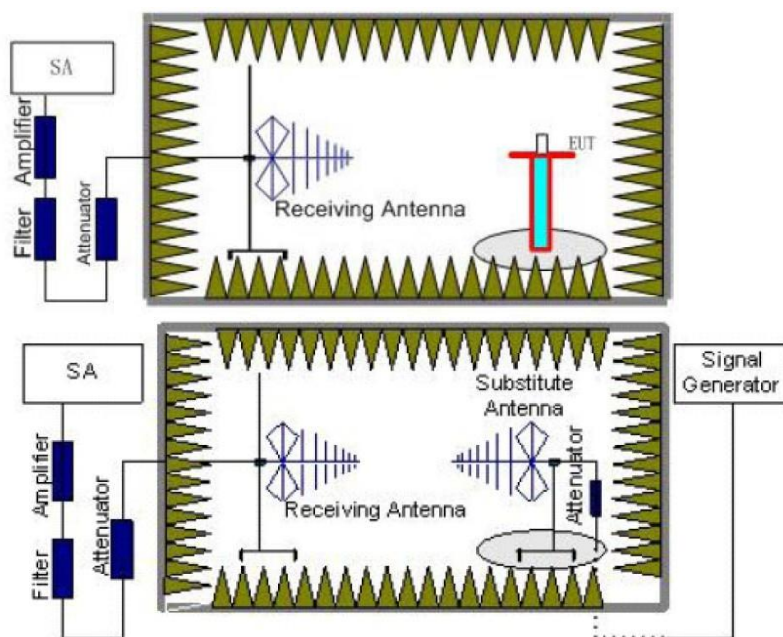 SA
Amplifier
Filter
Attenuator
Receiving Antenna
EUT
SA
Amplifier
Filter
Attenuator
Receiving Antenna
Substitute
Antenna
Attenuator
Signal
Generator